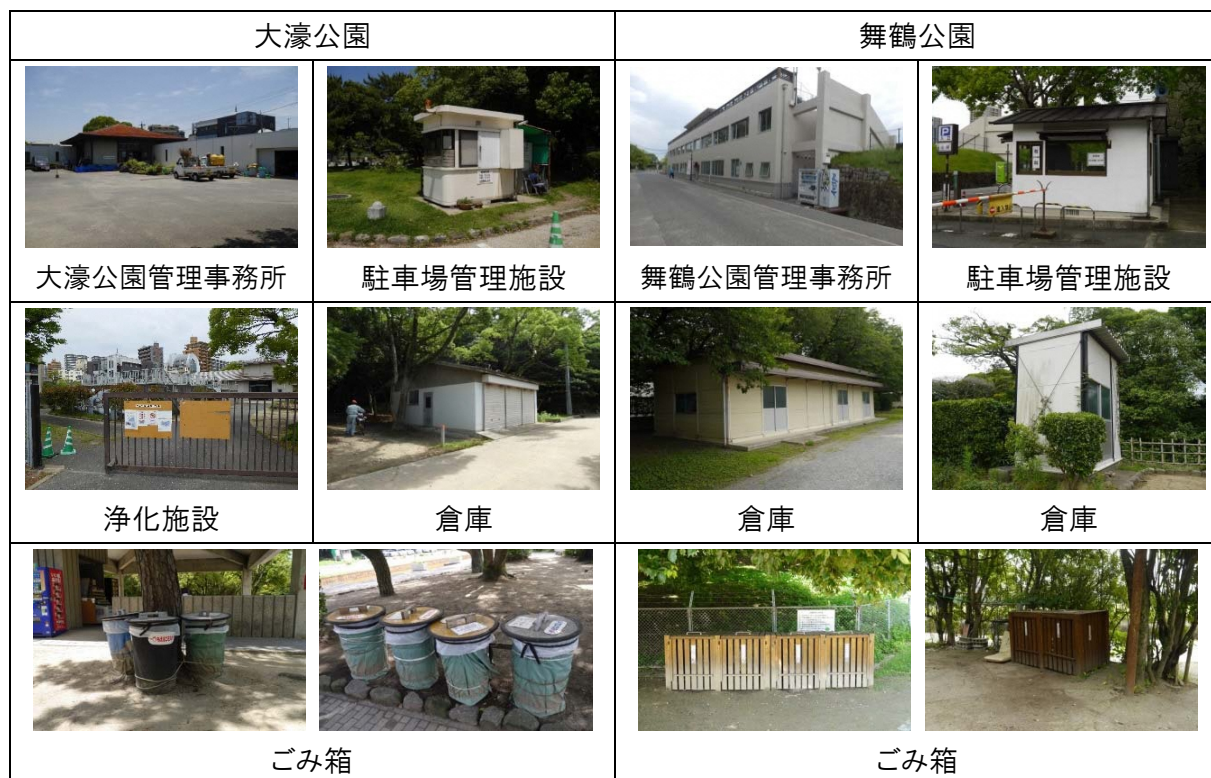 大濠公園
舞鶴公園
大濠公園管理事務所
駐車場管理施設
舞鶴公園管理事務所
駐車場管理施設
浄化施設
倉庫
倉庫
倉庫
ごみ箱
ごみ箱